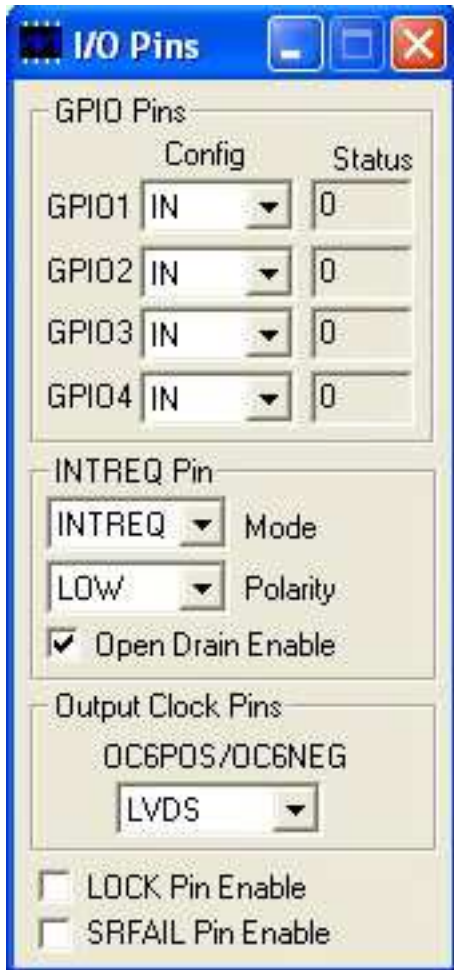 I/O Pins
GPIO Pins
Config Status
GPIO1 IN 0
GPIO2 IN 0
GPIO3 IN 0
GPIO4 IN 0
INTREQ Pin
INTREQ Mode
LOW Polarity
Open Drain Enable
Output Clock Pins
OC6POS/OC6NEG
LVDS
LOCK Pin Enable
SRFAIL Pin Enable